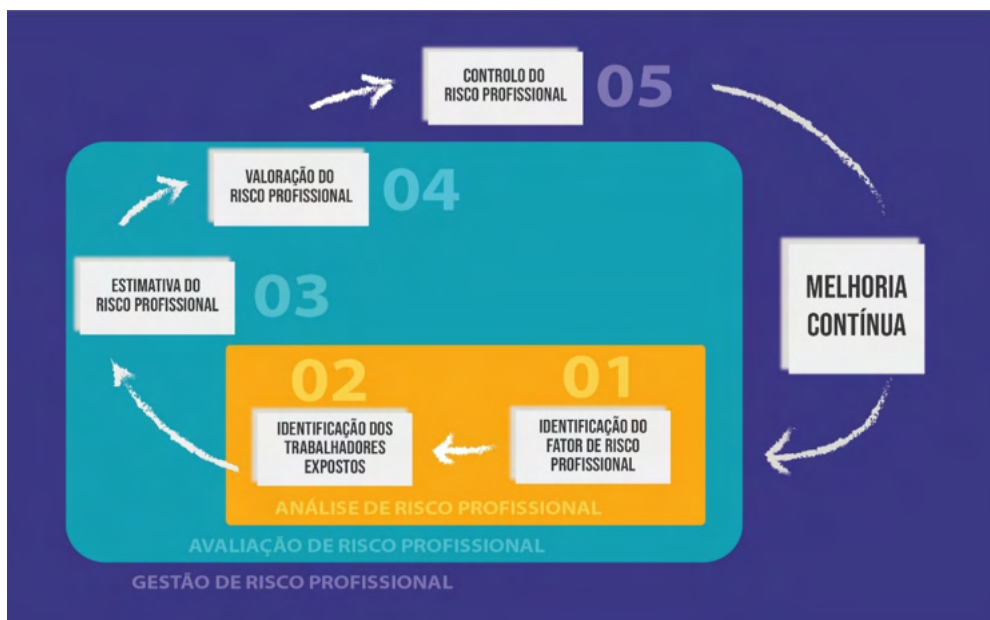 CONTROLO DO
RISCO PROFISSIONAL
05
VALORAÇÃO DO
RISCO PROFISSIONAL
04
ESTIMATIVA DO
RISCO PROFISSIONAL
03
MELHORIA
CONTÍNUA
02
IDENTIFICAÇÃO DOS
TRABALHADORES
EXPOSTOS
01
IDENTIFICAÇÃO DO
FATOR DE RISCO
PROFISSIONAL
ANÁLISE DE RISCO PROFISSIONAL
AVALIAÇÃO DE RISCO PROFISSIONAL
GESTÃO DE RISCO PROFISSIONAL